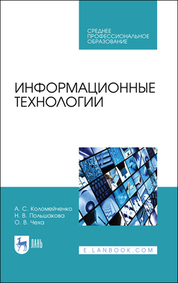 СРЕДНЕЕ
ПРОФЕССИОНАЛЬНОЕ
ОБРАЗОВАНИЕ
ИНФОРМАЦИОННЫЕ
ТЕХНОЛОГИИ
А. С. Коломейченко
Н. В. Польшакова
О. В. Чеха
ЛАНЬ
E.LANBOOK.COM